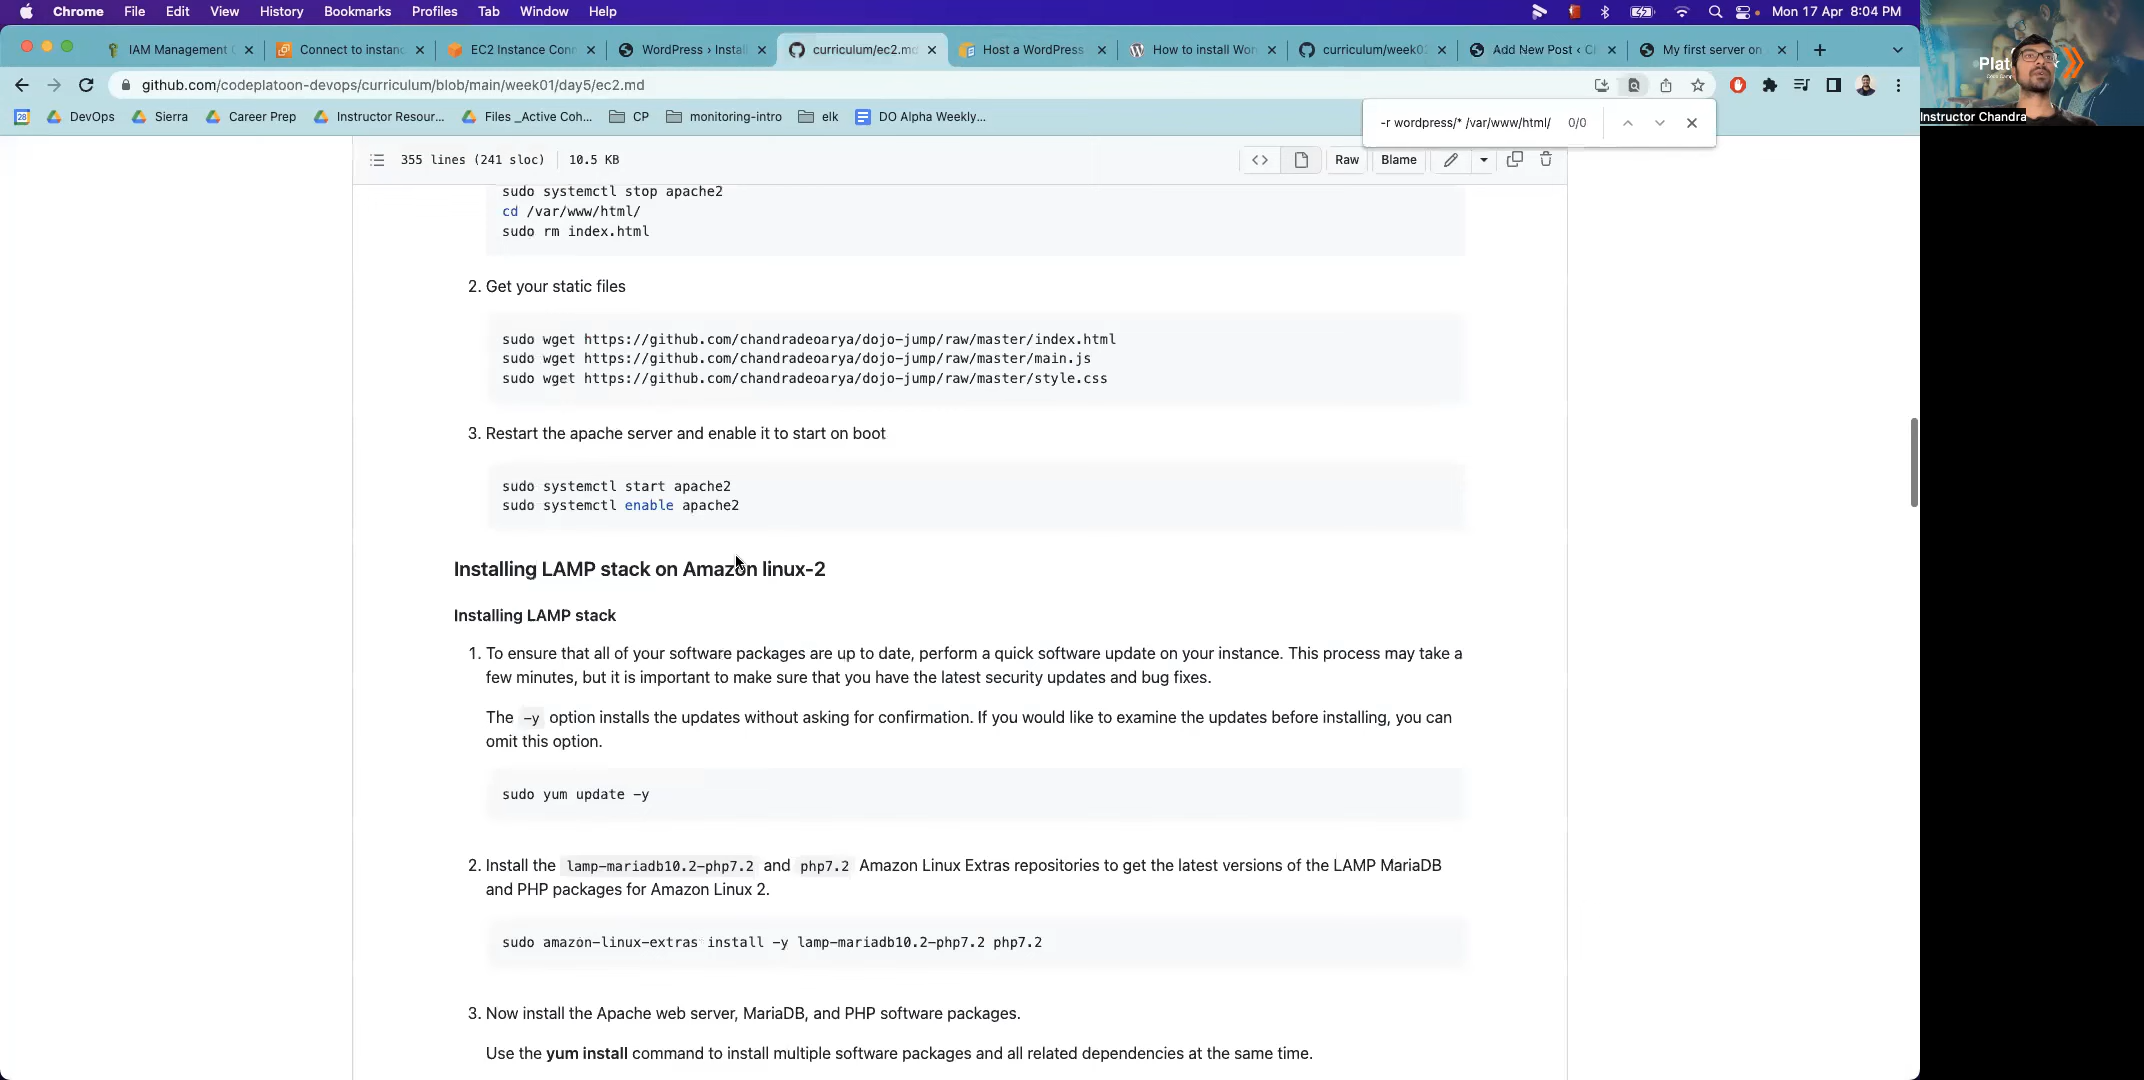 Chrome File Edit View History Bookmarks Profiles Tab Window Help Mon 17 Apr 8:04 PM
IAM Management Connect to instanc EC2 Instance Conn WordPress › Install curriculum/ec2.md Host a WordPress How to install Wor curriculum/week0 Add New Post ‹ C My first server on
github.com/codeplatoon-devops/curriculum/blob/main/week01/day5/ec2.md
28 DevOps Sierra Career Prep Instructor Resour... Files _Active Coh... CP monitoring-intro elk DO Alpha Weekly...
-r wordpress/* /var/www/html/ 0/0
Plat
Instructor Chandra
355 lines (241 sloc) 10.5 KB Raw Blame
sudo systemctl stop apache2
cd /var/www/html/
sudo rm index.html
2. Get your static files
sudo wget https://github.com/chandradeoarya/dojo-jump/raw/master/index.html
sudo wget https://github.com/chandradeoarya/dojo-jump/raw/master/main.js
sudo wget https://github.com/chandradeoarya/dojo-jump/raw/master/style.css
3. Restart the apache server and enable it to start on boot
sudo systemctl start apache2
sudo systemctl enable apache2
Installing LAMP stack on Amazon linux-2
Installing LAMP stack
1. To ensure that all of your software packages are up to date, perform a quick software update on your instance. This process may take a
few minutes, but it is important to make sure that you have the latest security updates and bug fixes.
The -y option installs the updates without asking for confirmation. If you would like to examine the updates before installing, you can
omit this option.
sudo yum update -y
2. Install the lamp-mariadb10.2-php7.2 and php7.2 Amazon Linux Extras repositories to get the latest versions of the LAMP MariaDB
and PHP packages for Amazon Linux 2.
sudo amazon-linux-extras install -y lamp-mariadb10.2-php7.2 php7.2
3. Now install the Apache web server, MariaDB, and PHP software packages.
Use the yum install command to install multiple software packages and all related dependencies at the same time.